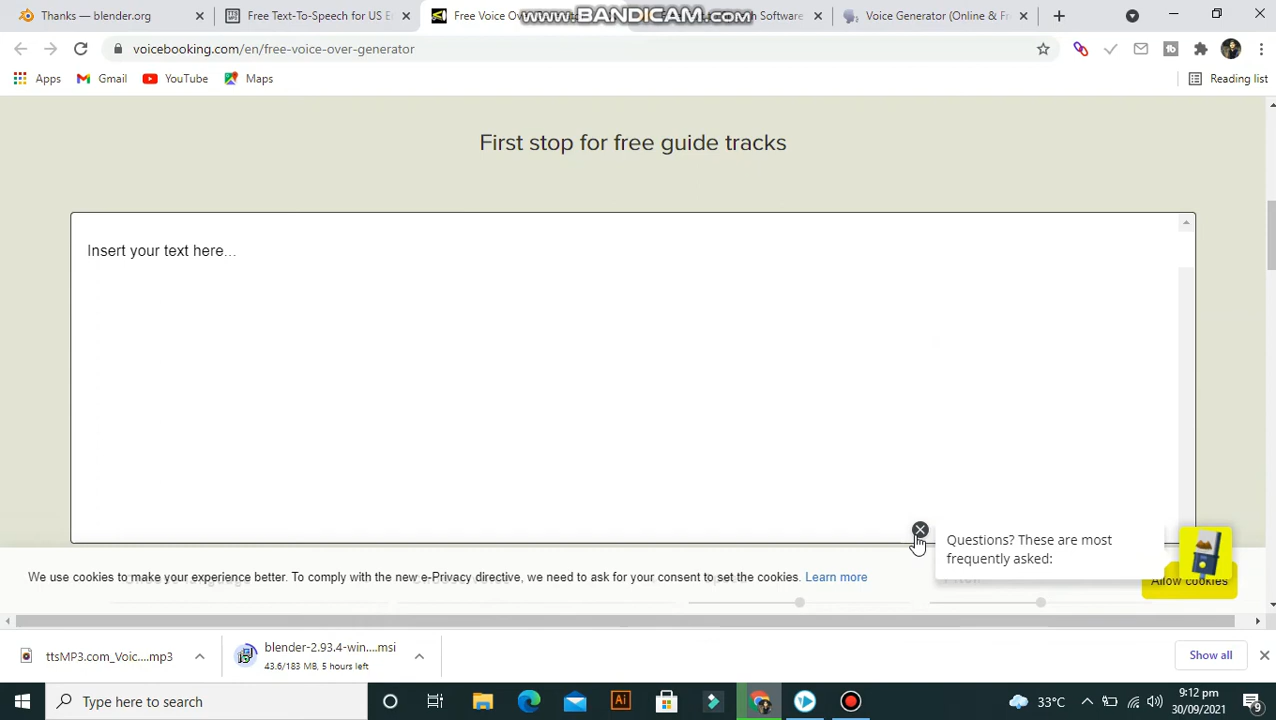 Thanks — blender.org
Free Text-To-Speech for US E
Free Voice Ov
www.BANDICAM.com
h Software
Voice Generator (Online & Fr
voicebooking.com/en/free-voice-over-generator
Apps
Gmail
YouTube
Maps
Reading list
First stop for free guide tracks
Insert your text here...
Questions? These are most
frequently asked:
We use cookies to make your experience better. To comply with the new e-Privacy directive, we need to ask for your consent to set the cookies. Learn more
Allow cookies
ttsMP3.com_Voic....mp3
blender-2.93.4-win....msi
43.6/183 MB, 5 hours left
Show all
Type here to search
Ai
33°C
9:12 pm
30/09/2021
9